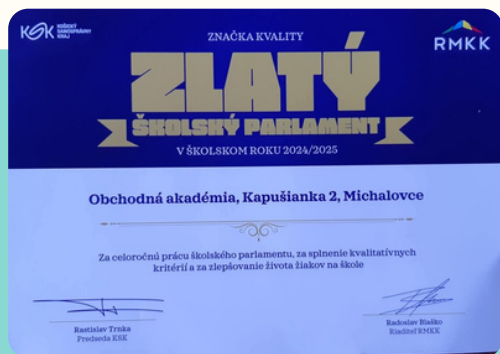 KSK KOŠICKÝ
SAMOSPRÁVNY
KRAJ
RMKK
ZNAČKA KVALITY
ZLATÝ
ŠKOLSKÝ PARLAMENT
V ŠKOLSKOM ROKU 2024/2025
Obchodná akadémia, Kapušianka 2, Michalovce
Za celoročnú prácu školského parlamentu, za splnenie kvalitatívnych
kritérií a za zlepšovanie života žiakov na škole
Rastislav Trnka
Predseda KSK
Radoslav Blaško
Riaditeľ RMKK